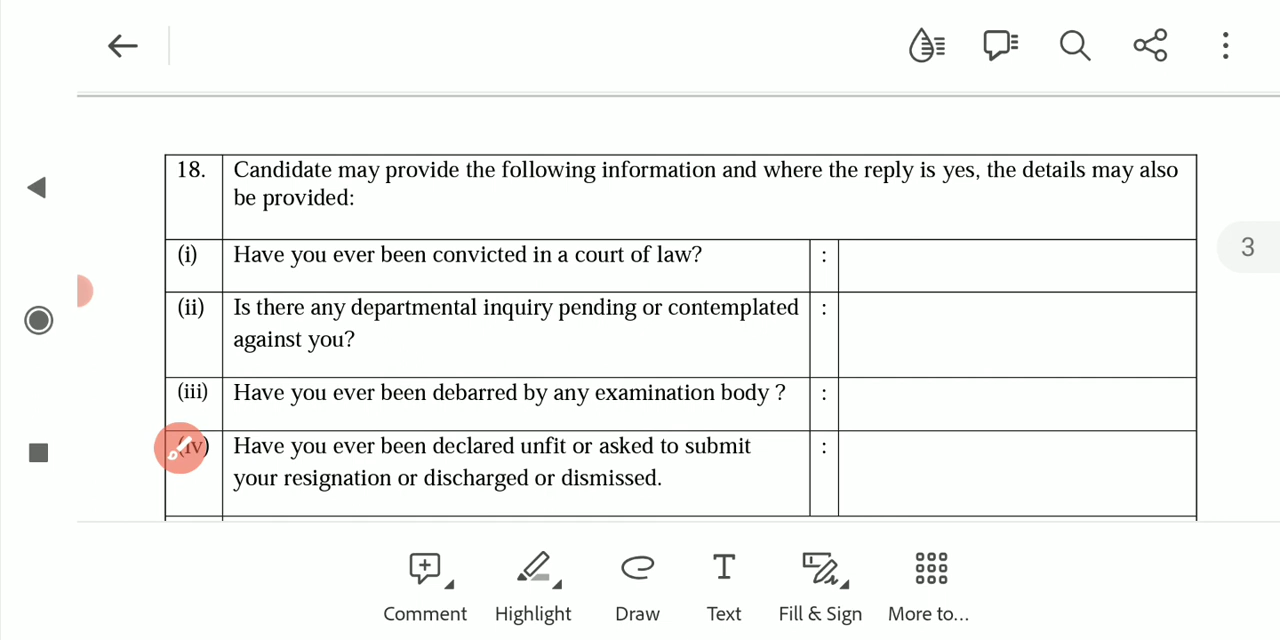 18. Candidate may provide the following information and where the reply is yes, the details may also
be provided:
3
(i) Have you ever been convicted in a court of law? :
(ii) Is there any departmental inquiry pending or contemplated :
against you?
(iii) Have you ever been debarred by any examination body ? :
(iv) Have you ever been declared unfit or asked to submit :
your resignation or discharged or dismissed.
Comment Highlight Draw Text Fill & Sign More to...